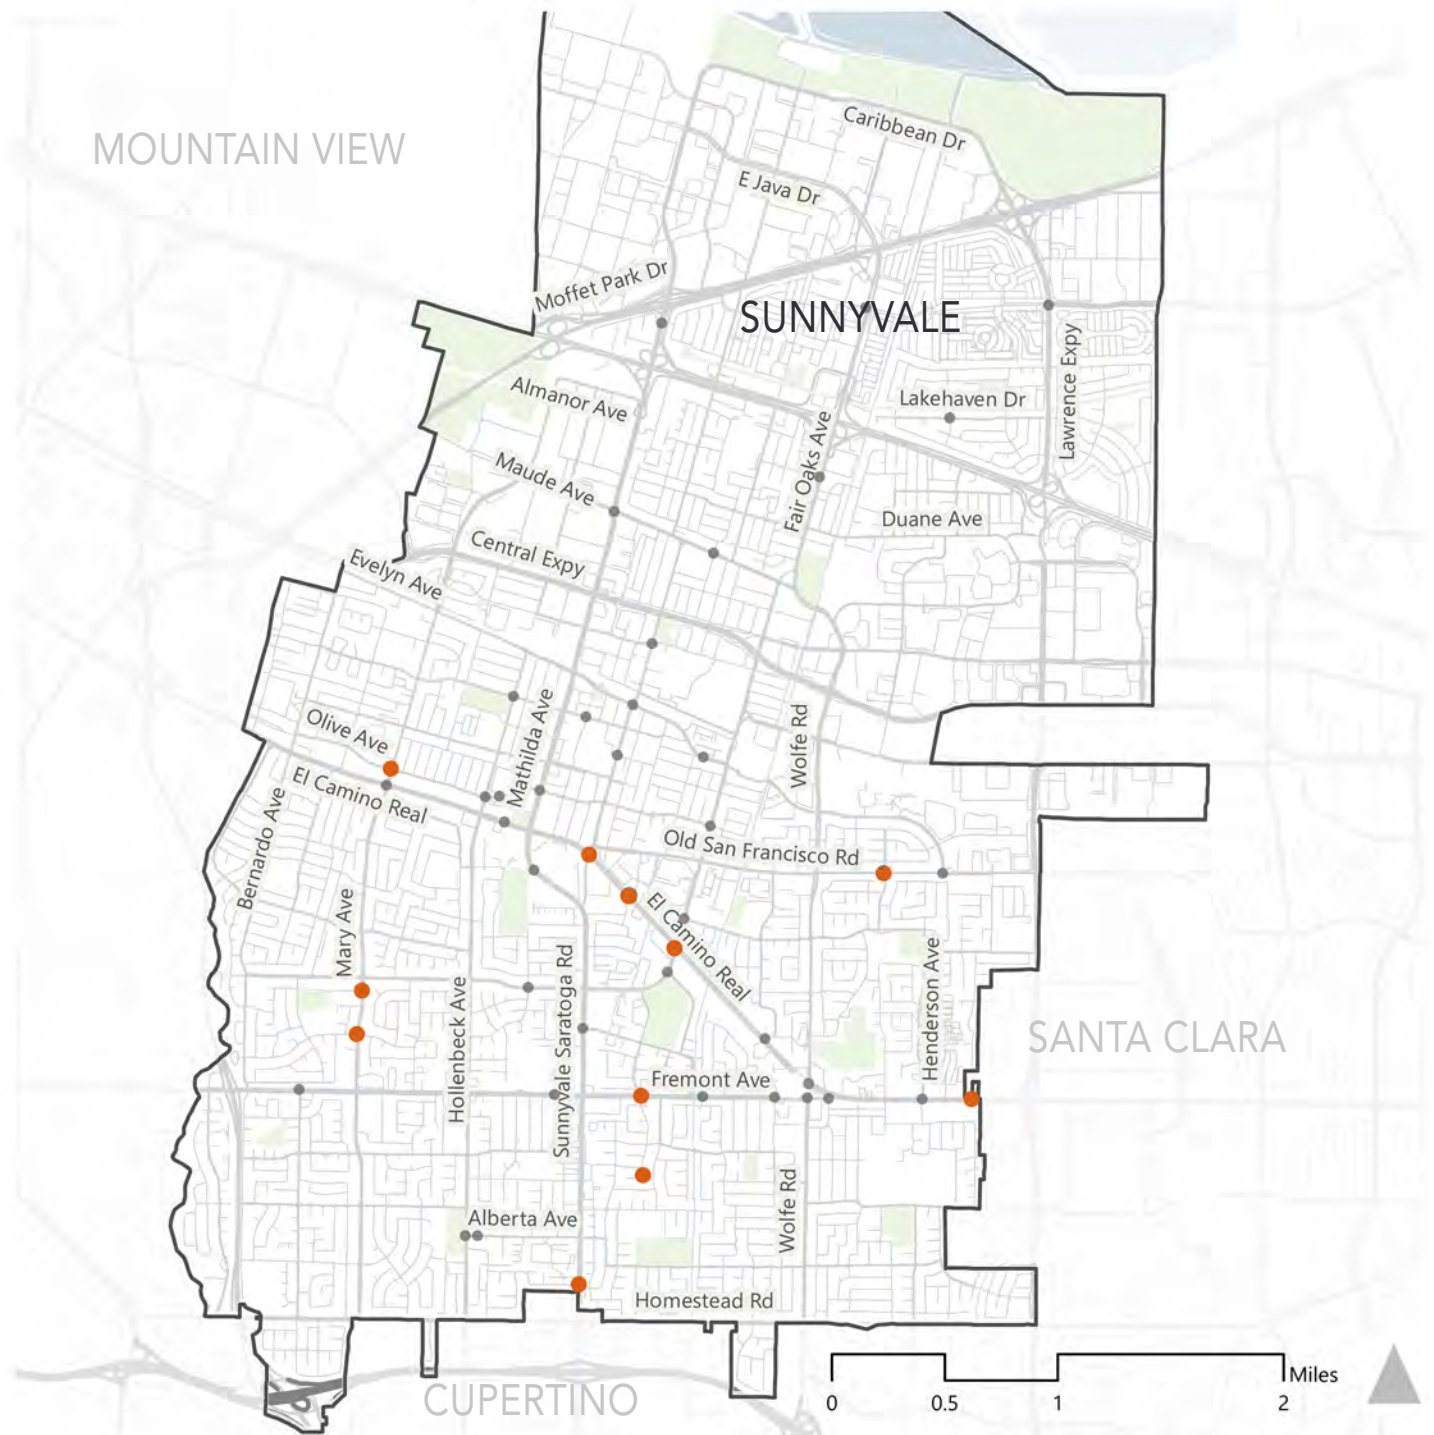 Caribbean Dr
MOUNTAIN VIEW
E Java Dr
Moffet Park Dr
SUNNYVALE
Lawrence Expy
Almanor Ave
Lakehaven Dr
Fair Oaks Ave
Maude Ave
Duane Ave
Central Expy
Evelyn Ave
Mathilda Ave
Olive Ave
Wolfe Rd
El Camino Real
Bernardo Ave
Old San Francisco Rd
Mary Ave
El Camino Real
Sunnyvale Saratoga Rd
Henderson Ave
Hollenbeck Ave
SANTA CLARA
Fremont Ave
Wolfe Rd
Alberta Ave
Homestead Rd
Miles
0 0.5 1 2
CUPERTINO